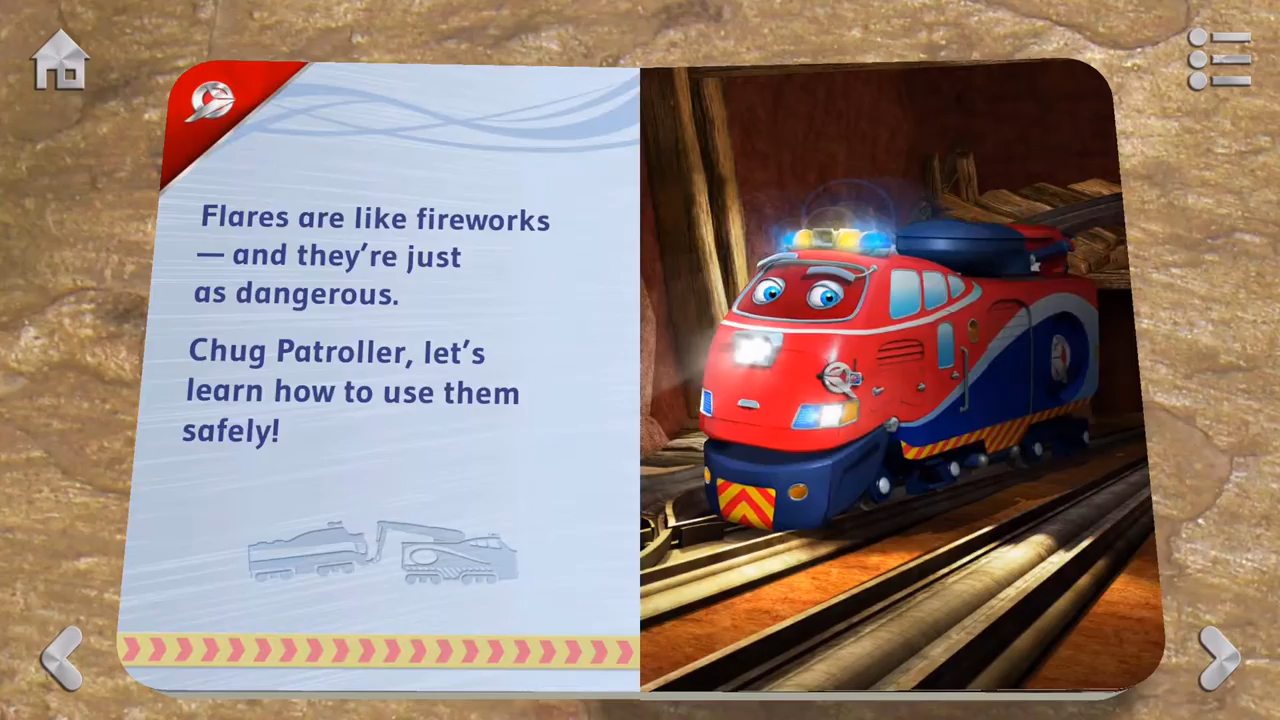 Flares are like fireworks
— and they’re just
as dangerous.
Chug Patroller, let’s
learn how to use them
safely!